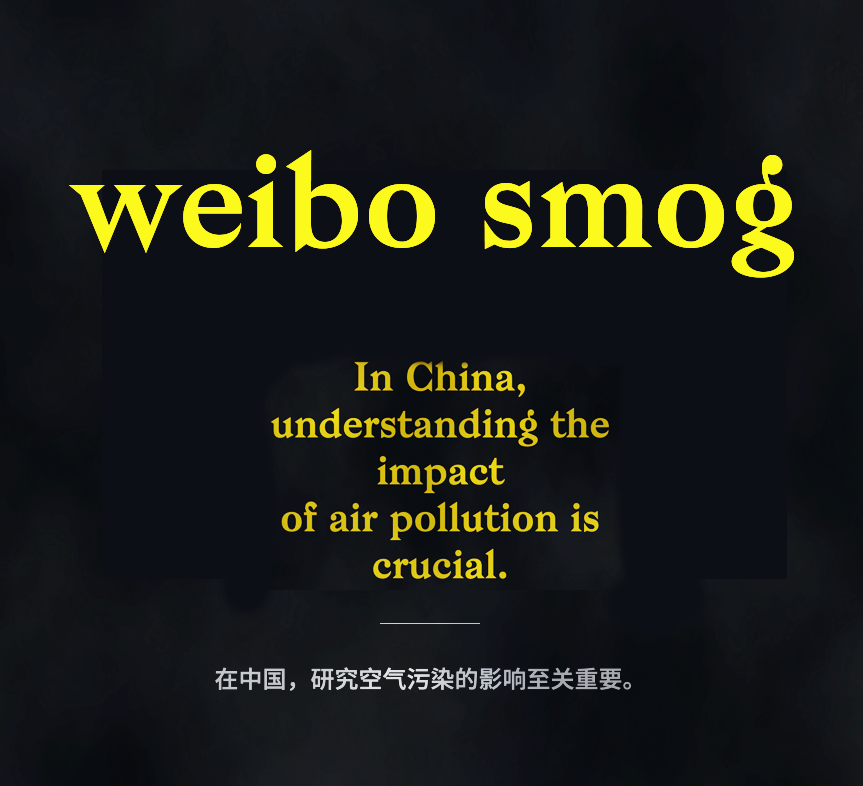 weibo smog
In China,
understanding the
impact
of air pollution is
crucial.
在中国，研究空气污染的影响至关重要。